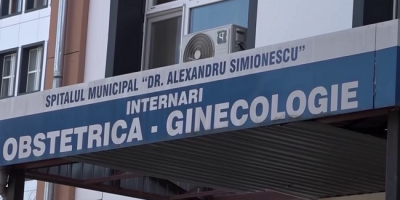 SPITALUL MUNICIPAL "DR. ALEXANDRU SIMIONESCU"
INTERNARI
OBSTETRICA - GINECOLOGIE